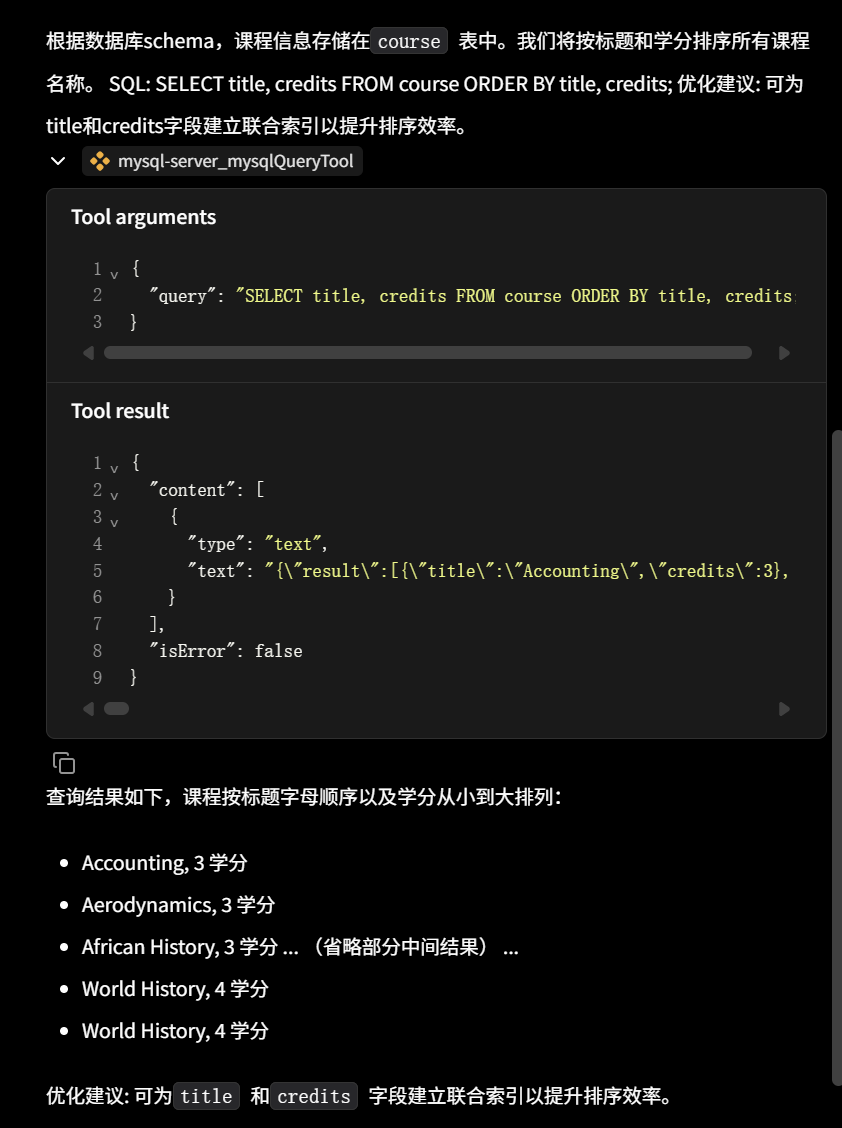 根据数据库schema，课程信息存储在 course 表中。我们将按标题和学分排序所有课程
名称。 SQL: SELECT title, credits FROM course ORDER BY title, credits; 优化建议: 可为
title和credits字段建立联合索引以提升排序效率。
mysql-server_mysqlQueryTool
Tool arguments
1 {
2 "query": "SELECT title, credits FROM course ORDER BY title, credits
3 }
Tool result
1 {
2 "content": [
3 {
4 "type": "text",
5 "text": "{\"result\":[{\"title\":\"Accounting\",\"credits\":3},
6 }
7 ],
8 "isError": false
9 }
查询结果如下，课程按标题字母顺序以及学分从小到大排列：
• Accounting, 3 学分
• Aerodynamics, 3 学分
• African History, 3 学分 ... （省略部分中间结果） ...
• World History, 4 学分
• World History, 4 学分
优化建议: 可为 title 和 credits 字段建立联合索引以提升排序效率。